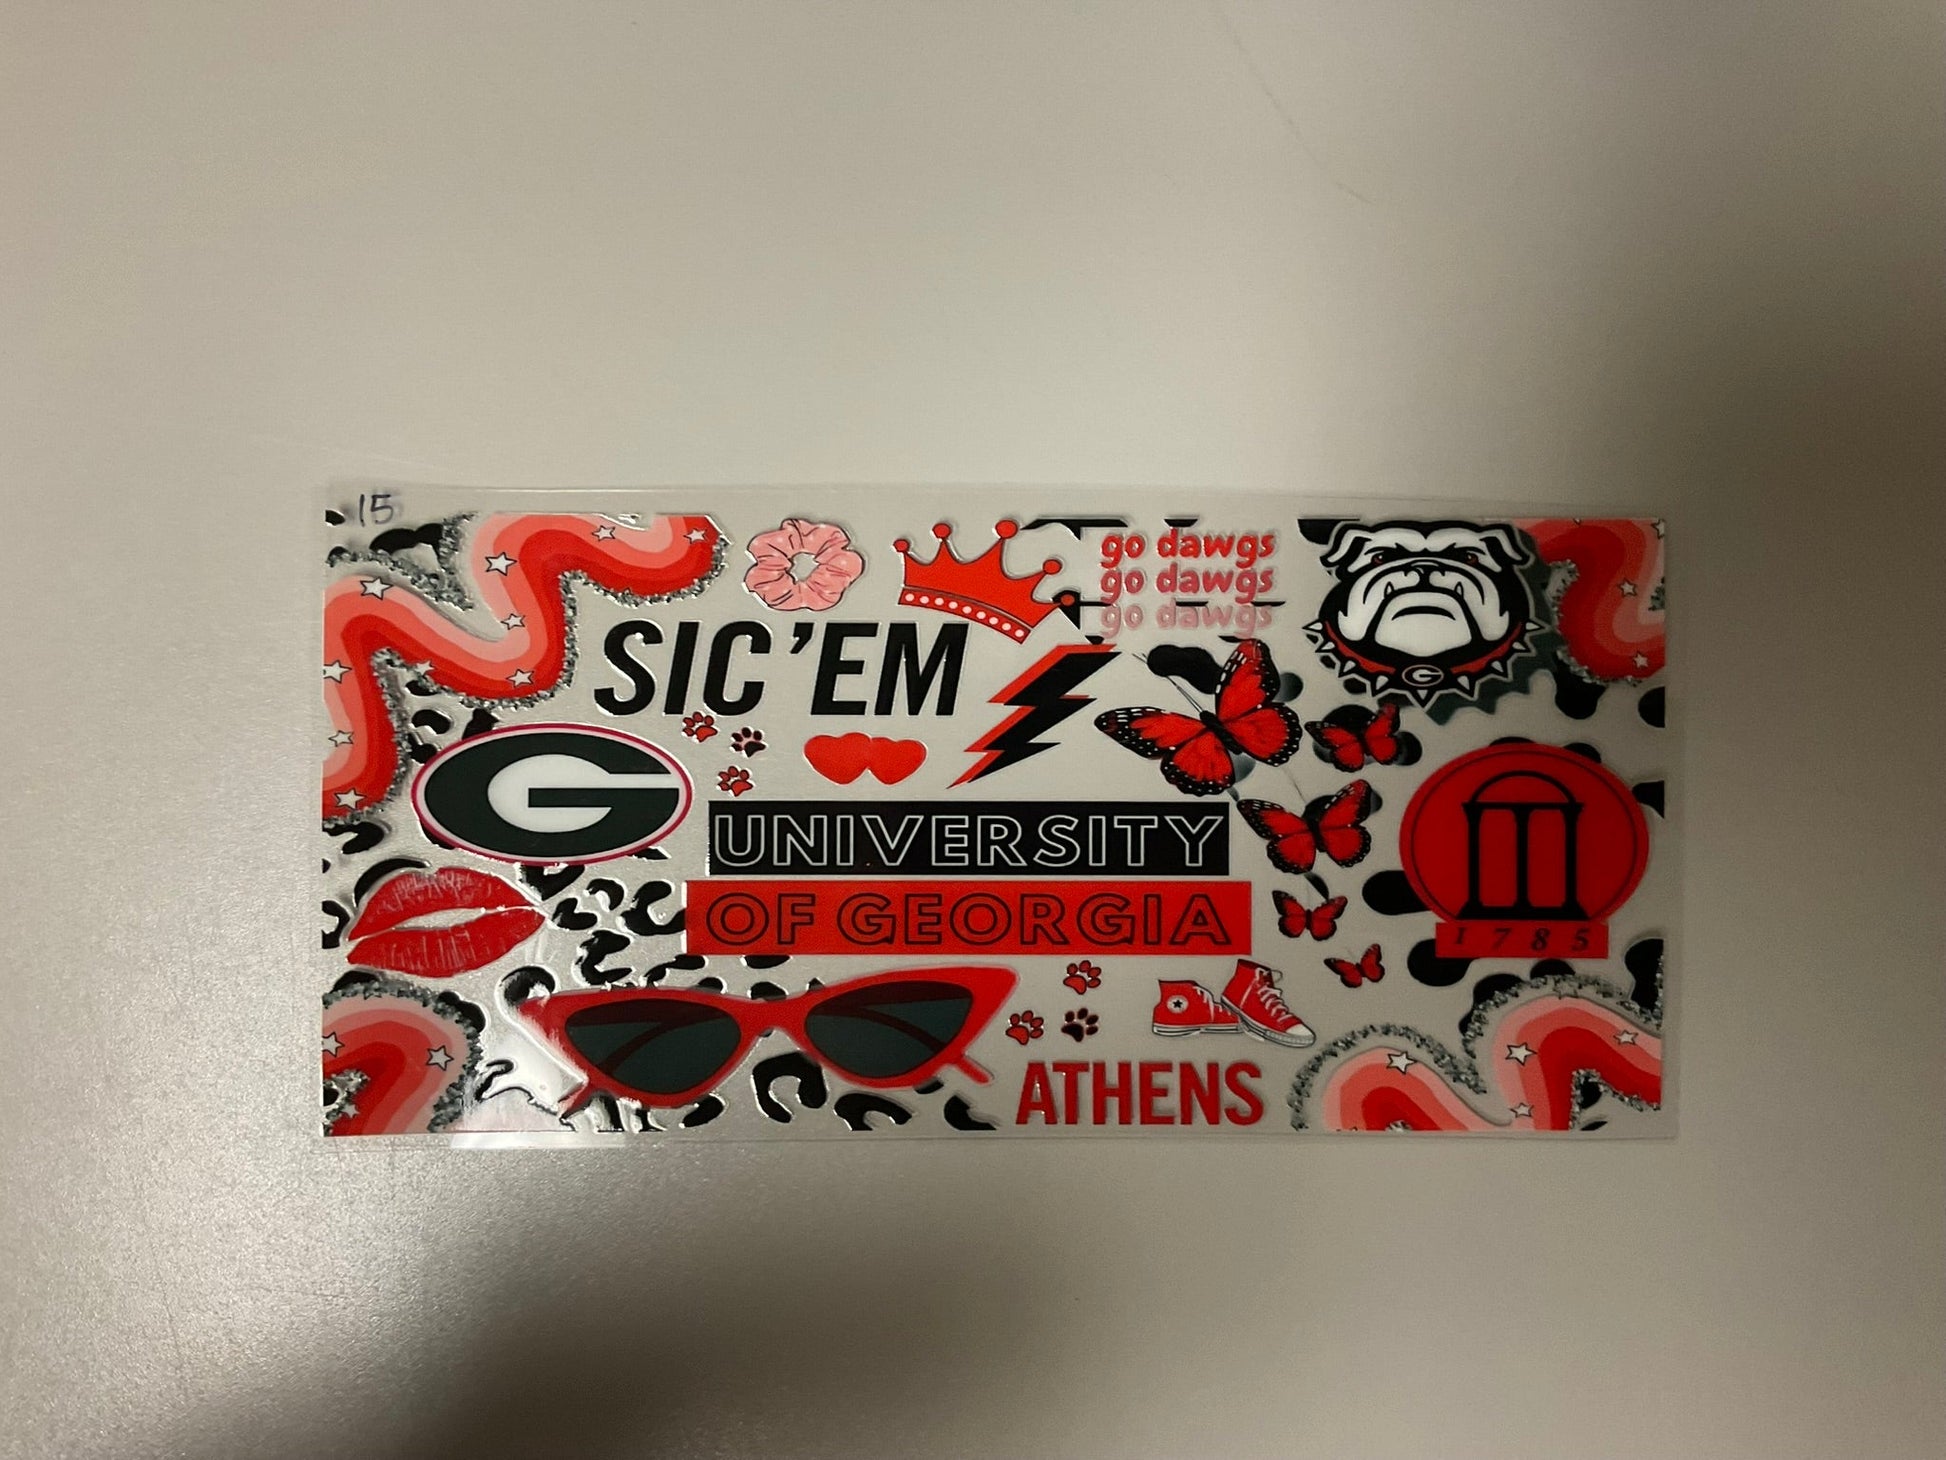 15
go dawgs
go dawgs
go dawgs
SIC'EM
G
G
UNIVERSITY
OF GEORGIA
1785
ATHENS